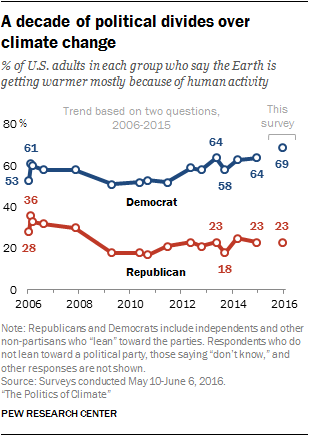 A decade of political divides over
climate change
% of U.S. adults in each group who say the Earth is
getting warmer mostly because of human activity
Trend based on two questions,
2006-2015
This
survey
80 %
60
40
20
0
53
61
64
58
64
69
Democrat
36
28
23
18
23
23
Republican
2006
2008
2010
2012
2014
2016
Note: Republicans and Democrats include independents and other
non-partisans who “lean” toward the parties. Respondents who do
not lean toward a political party, those saying “don’t know,” and
other responses are not shown.
Source: Surveys conducted May 10-June 6, 2016.
“The Politics of Climate”
PEW RESEARCH CENTER